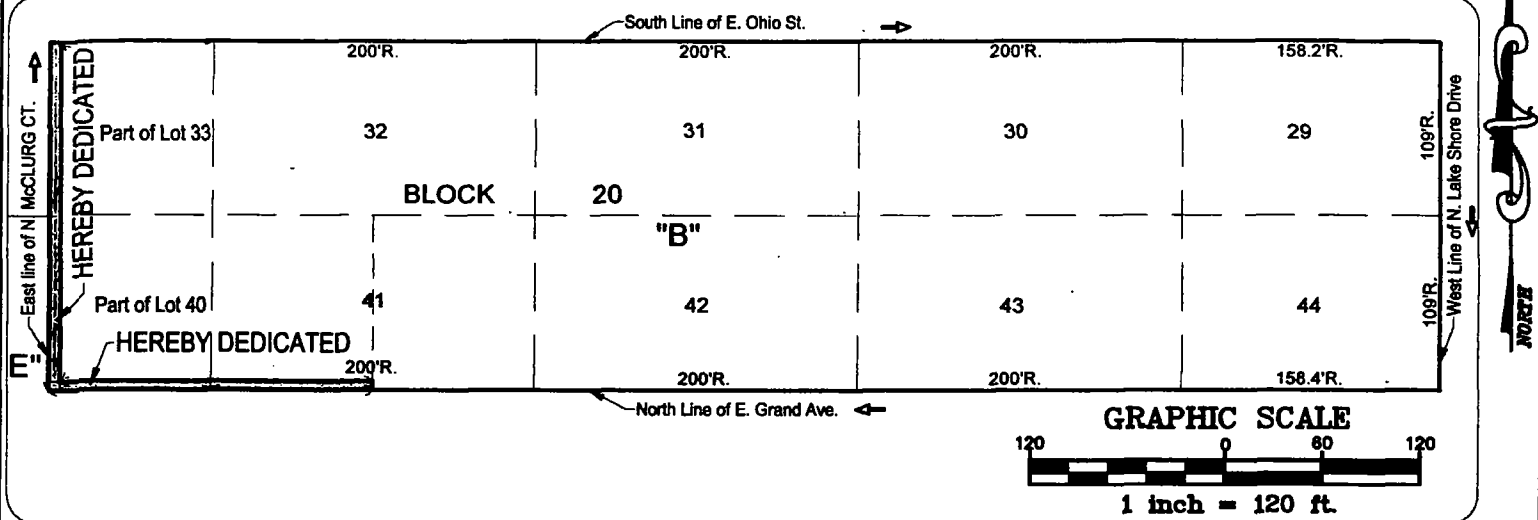 South Line of E. Ohio St.
200'R.
200'R.
200'R.
158.2'R.
East line of N. McCLURG CT.
HEREBY DEDICATED
Part of Lot 33
32
31
30
29
109'R.
West Line of N. Lake Shore Drive
BLOCK 20
"B"
Part of Lot 40
41
42
43
44
109'R.
NORTH
HEREBY DEDICATED
E"
200'R.
200'R.
200'R.
158.4'R.
North Line of E. Grand Ave.
GRAPHIC SCALE
120 0 60 120
1 inch = 120 ft.